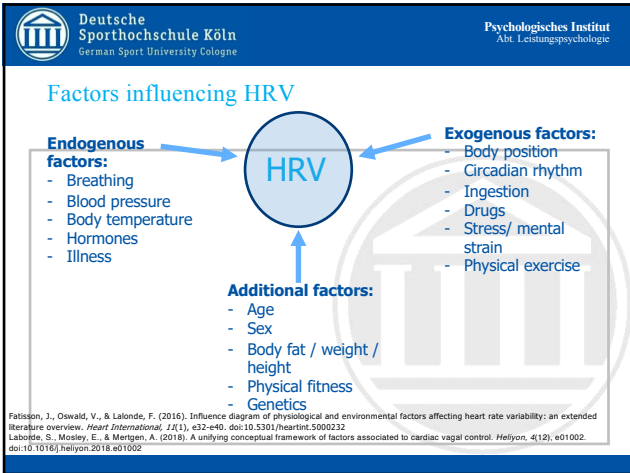 Deutsche
Sporthochschule Köln
German Sport University Cologne
Psychologisches Institut
Abt. Leistungspsychologie
Factors influencing HRV
Endogenous
factors:
- Breathing
- Blood pressure
- Body temperature
- Hormones
- Illness
HRV
Exogenous factors:
- Body position
- Circadian rhythm
- Ingestion
- Drugs
- Stress/ mental
strain
- Physical exercise
Additional factors:
- Age
- Sex
- Body fat / weight /
height
- Physical fitness
- Genetics
Fatisson, J., Oswald, V., & Lalonde, F. (2016). Influence diagram of physiological and environmental factors affecting heart rate variability: an extended
literature overview. Heart International, 11(1), e32-e40. doi:10.5301/heartint.5000232
Laborde, S., Mosley, E., & Mertgen, A. (2018). A unifying conceptual framework of factors associated to cardiac vagal control. Heliyon, 4(12), e01002.
doi:10.1016/j.heliyon.2018.e01002